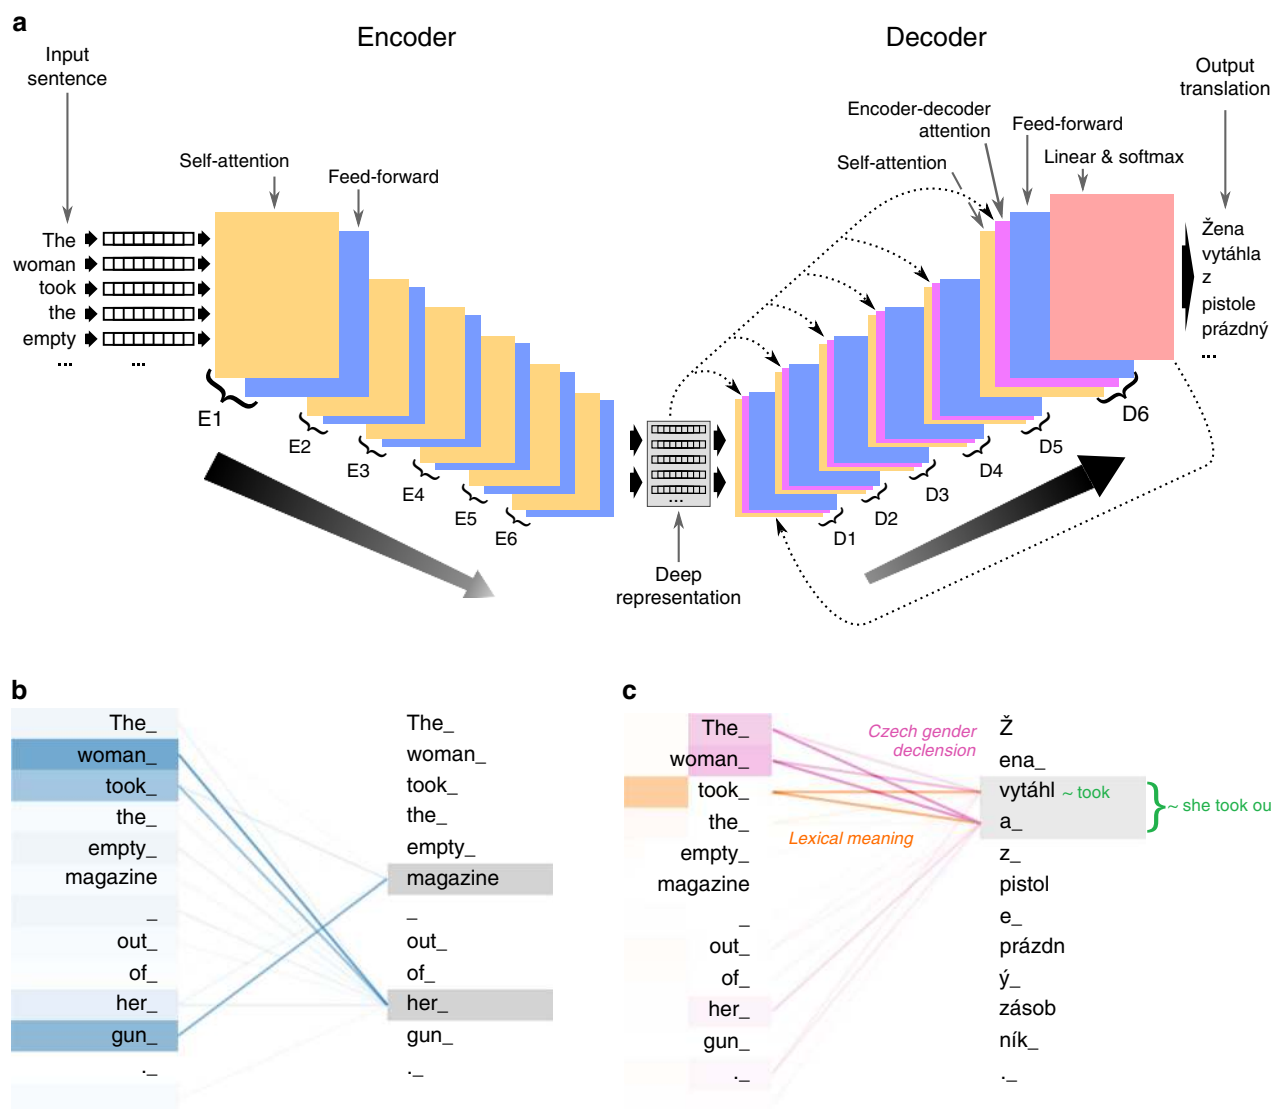 a
Encoder
Decoder
Input
sentence
Output
translation
Encoder-decoder
attention
Feed-forward
Self-attention
Linear & softmax
Self-attention
Feed-forward
The
woman
took
the
empty
...
...
Žena
vytáhla
z
pistole
prázdný
...
E1
E2
E3
E4
E5
E6
...
D1
D2
D3
D4
D5
D6
Deep
representation
b
The_
woman_
took_
the_
empty_
magazine
_
out_
of_
her_
gun_
._
The_
woman_
took_
the_
empty_
magazine
_
out_
of_
her_
gun_
._
c
The_
woman_
took_
the_
empty_
magazine
_
out_
of_
her_
gun_
._
Czech gender
declension
Lexical meaning
Ž
ena_
vytáhl ~ took
a_
z_
pistol
e_
prázdn
ý_
zásob
ník_
._
~ she took ou